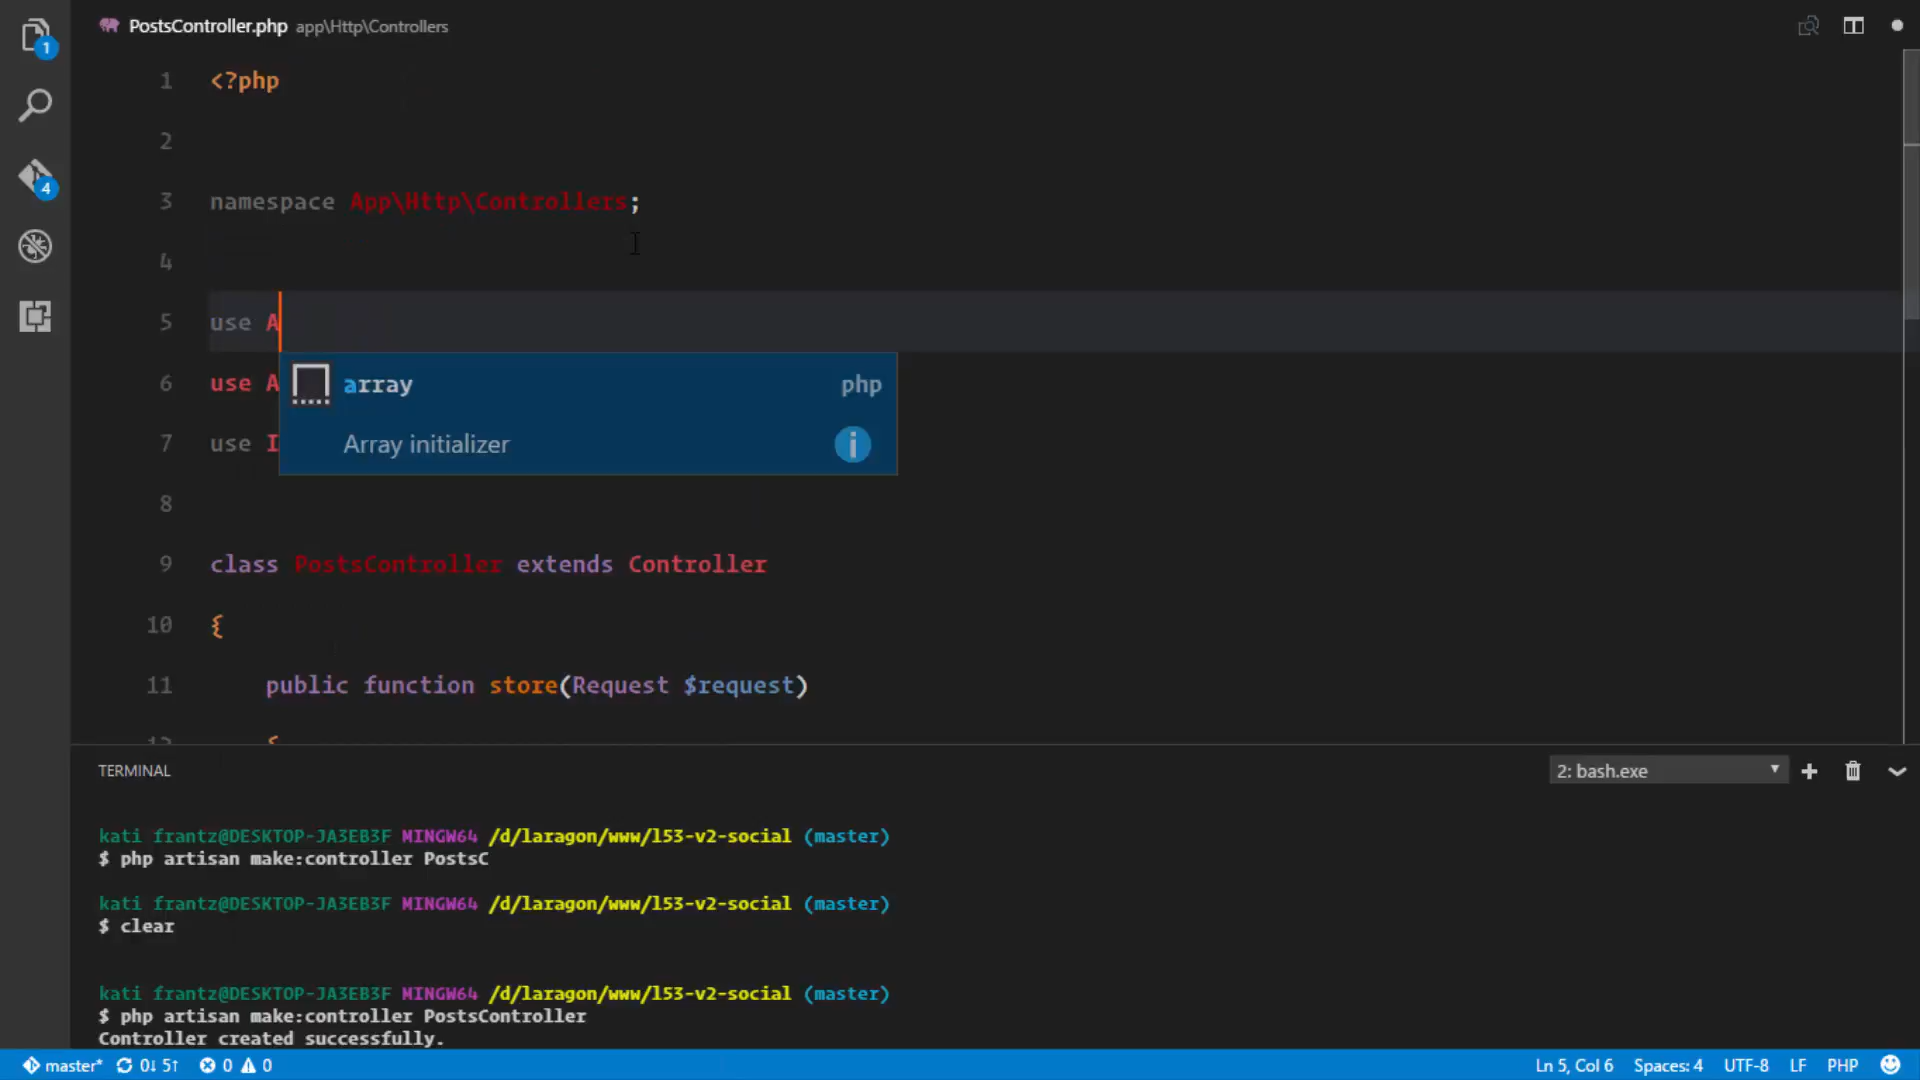 PostsController.php app\Http\Controllers
1 <?php
2
3 namespace App\Http\Controllers;
4
5 use A
6 use A
7 use I
array php
Array initializer
8
9 class PostsController extends Controller
10 {
11 public function store(Request $request)
12 {
TERMINAL
2: bash.exe
kati frantz@DESKTOP-JA3EB3F MINGW64 /d/laragon/www/l53-v2-social (master)
$ php artisan make:controller PostsC
kati frantz@DESKTOP-JA3EB3F MINGW64 /d/laragon/www/l53-v2-social (master)
$ clear
kati frantz@DESKTOP-JA3EB3F MINGW64 /d/laragon/www/l53-v2-social (master)
$ php artisan make:controller PostsController
Controller created successfully.
1
4
master* 0↓ 5↑ 0 0 Ln 5, Col 6 Spaces: 4 UTF-8 LF PHP